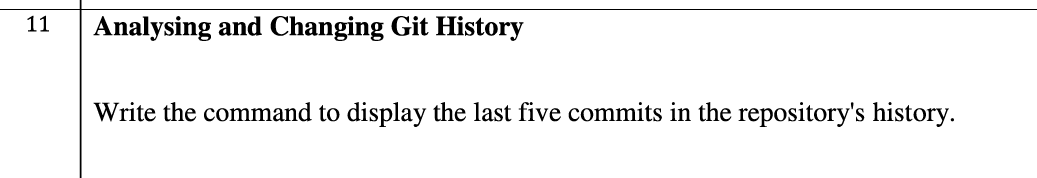 11 Analysing and Changing Git History
Write the command to display the last five commits in the repository's history.